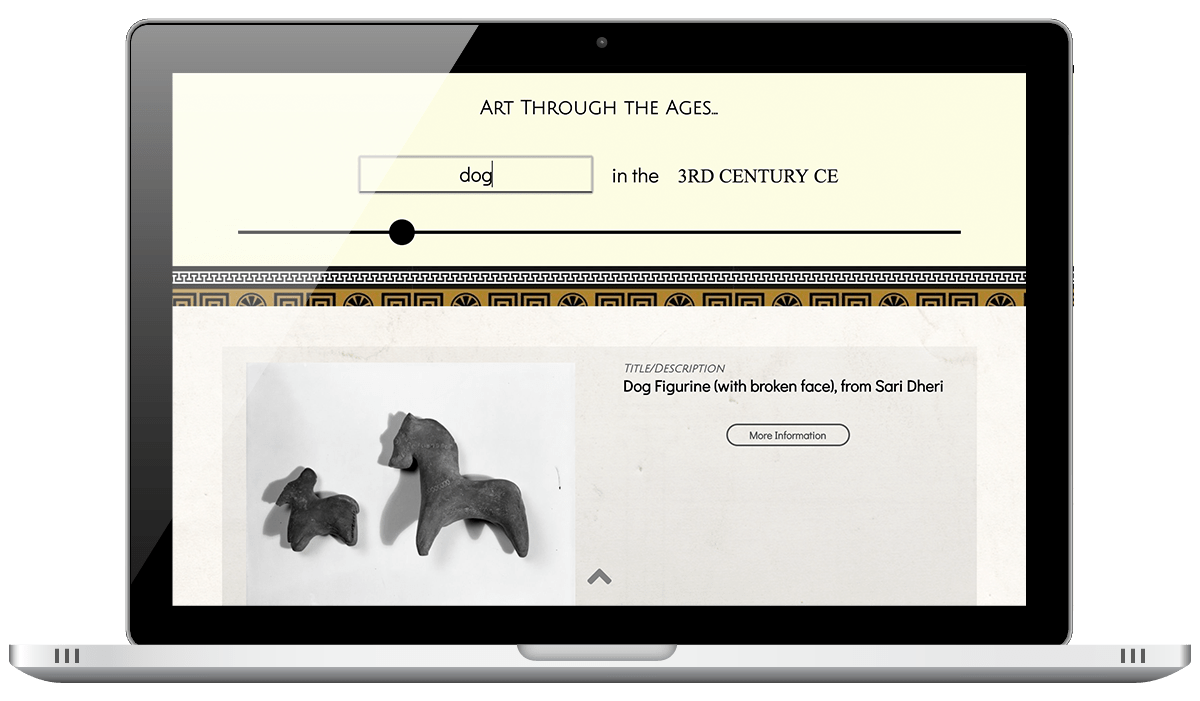 Art Through the Ages...
dog in the 3RD CENTURY CE
Title/Description
Dog Figurine (with broken face), from Sari Dheri
More Information